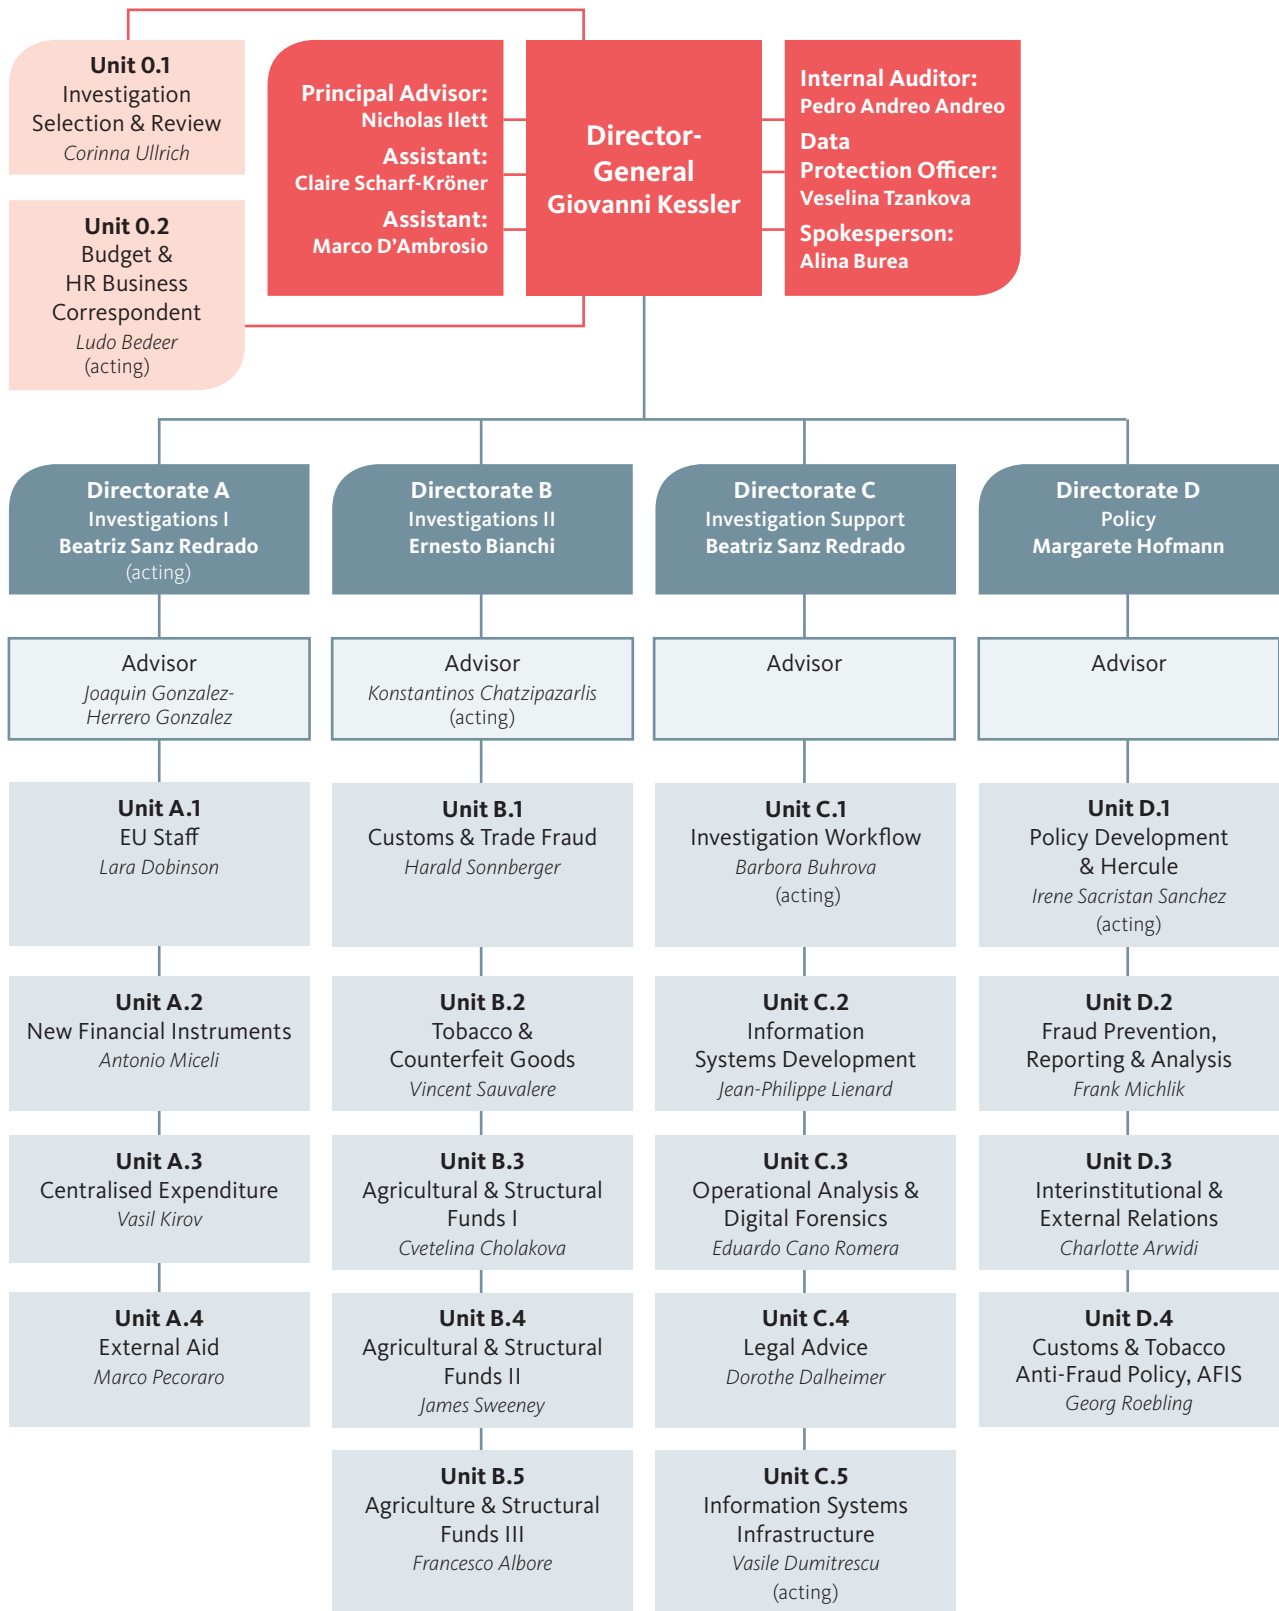 Unit 0.1
Investigation
Selection & Review
Corinna Ullrich
Unit 0.2
Budget &
HR Business
Correspondent
Ludo Bedeer
(acting)
Principal Advisor:
Nicholas Ilett
Assistant:
Claire Scharf-Kröner
Assistant:
Marco D’Ambrosio
Director-
General
Giovanni Kessler
Internal Auditor:
Pedro Andreo Andreo
Data
Protection Officer:
Veselina Tzankova
Spokesperson:
Alina Burea
Directorate A
Investigations I
Beatriz Sanz Redrado
(acting)
Advisor
Joaquin Gonzalez-
Herrero Gonzalez
Unit A.1
EU Staff
Lara Dobinson
Unit A.2
New Financial Instruments
Antonio Miceli
Unit A.3
Centralised Expenditure
Vasil Kirov
Unit A.4
External Aid
Marco Pecoraro
Directorate B
Investigations II
Ernesto Bianchi
Advisor
Konstantinos Chatzipazarlis
(acting)
Unit B.1
Customs & Trade Fraud
Harald Sonnberger
Unit B.2
Tobacco &
Counterfeit Goods
Vincent Sauvalere
Unit B.3
Agricultural & Structural
Funds I
Cvetelina Cholakova
Unit B.4
Agricultural & Structural
Funds II
James Sweeney
Unit B.5
Agriculture & Structural
Funds III
Francesco Albore
Directorate C
Investigation Support
Beatriz Sanz Redrado
Advisor
Unit C.1
Investigation Workflow
Barbora Buhrova
(acting)
Unit C.2
Information
Systems Development
Jean-Philippe Lienard
Unit C.3
Operational Analysis &
Digital Forensics
Eduardo Cano Romera
Unit C.4
Legal Advice
Dorothe Dalheimer
Unit C.5
Information Systems
Infrastructure
Vasile Dumitrescu
(acting)
Directorate D
Policy
Margarete Hofmann
Advisor
Unit D.1
Policy Development
& Hercule
Irene Sacristan Sanchez
(acting)
Unit D.2
Fraud Prevention,
Reporting & Analysis
Frank Michlik
Unit D.3
Interinstitutional &
External Relations
Charlotte Arwidi
Unit D.4
Customs & Tobacco
Anti-Fraud Policy, AFIS
Georg Roebling